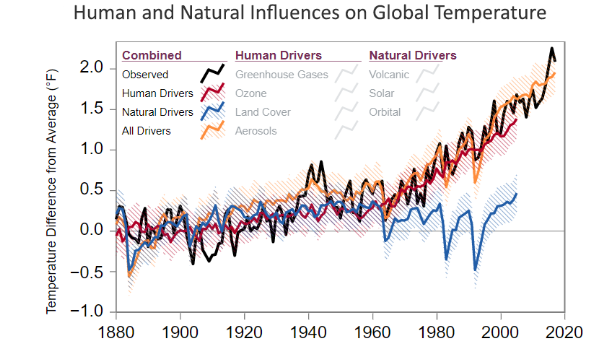 Human and Natural Influences on Global Temperature
Combined Human Drivers Natural Drivers
Observed Greenhouse Gases Volcanic
Human Drivers Ozone Solar
Natural Drivers Land Cover Orbital
All Drivers Aerosols
Temperature Difference from Average (°F)
2.0
1.5
1.0
0.5
0.0
−0.5
−1.0
1880 1900 1920 1940 1960 1980 2000 2020